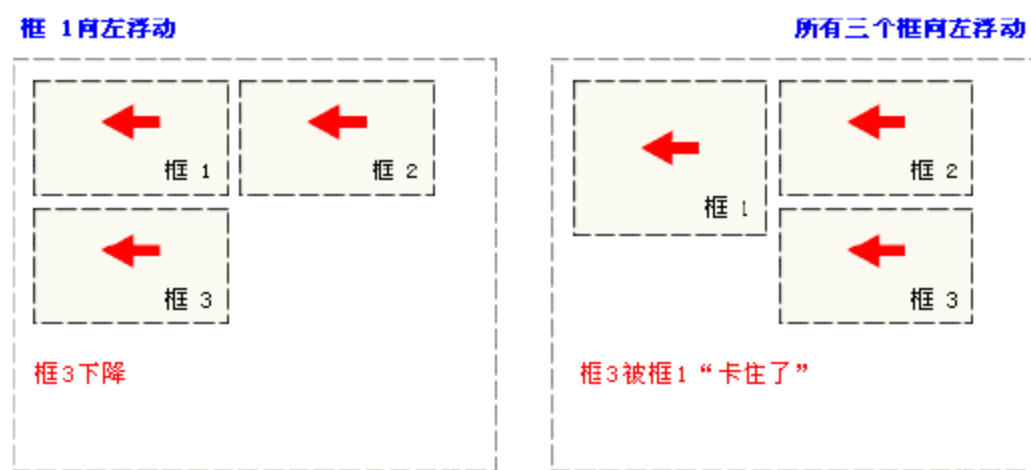 框 1向左浮动
所有三个框向左浮动
框 1
框 2
框 3
框3下降
框 1
框 2
框 3
框3被框1“卡住了”